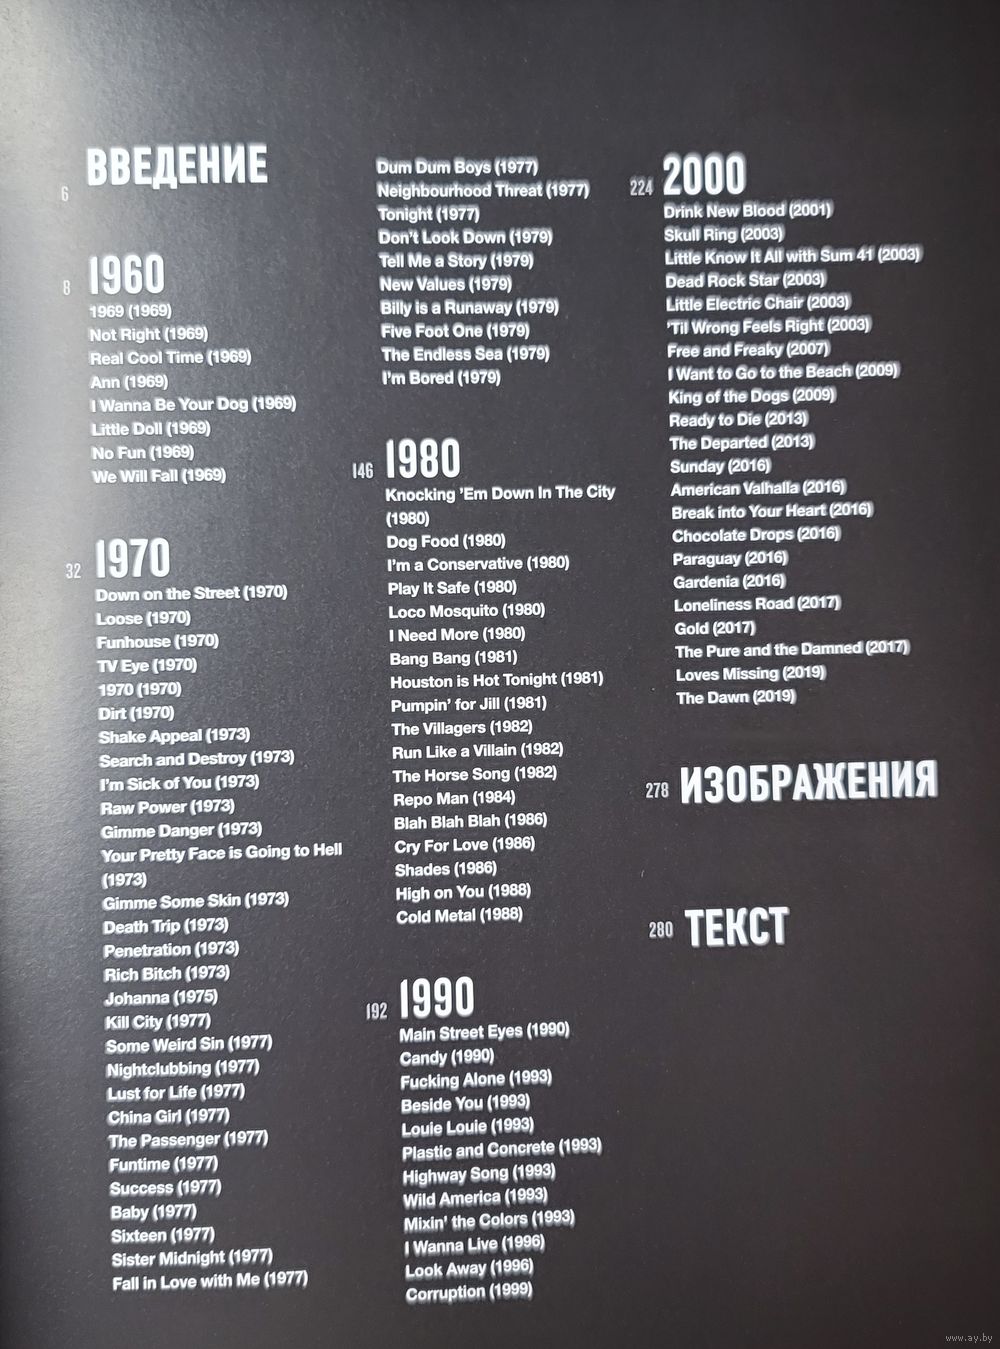 6 ВВЕДЕНИЕ
8 1960
1969 (1969)
Not Right (1969)
Real Cool Time (1969)
Ann (1969)
I Wanna Be Your Dog (1969)
Little Doll (1969)
No Fun (1969)
We Will Fall (1969)
32 1970
Down on the Street (1970)
Loose (1970)
Funhouse (1970)
TV Eye (1970)
1970 (1970)
Dirt (1970)
Shake Appeal (1973)
Search and Destroy (1973)
I'm Sick of You (1973)
Raw Power (1973)
Gimme Danger (1973)
Your Pretty Face is Going to Hell
(1973)
Gimme Some Skin (1973)
Death Trip (1973)
Penetration (1973)
Rich Bitch (1973)
Johanna (1975)
Kill City (1977)
Some Weird Sin (1977)
Nightclubbing (1977)
Lust for Life (1977)
China Girl (1977)
The Passenger (1977)
Funtime (1977)
Success (1977)
Baby (1977)
Sixteen (1977)
Sister Midnight (1977)
Fall in Love with Me (1977)
Dum Dum Boys (1977)
Neighbourhood Threat (1977)
Tonight (1977)
Don't Look Down (1979)
Tell Me a Story (1979)
New Values (1979)
Billy is a Runaway (1979)
Five Foot One (1979)
The Endless Sea (1979)
I'm Bored (1979)
146 1980
Knocking 'Em Down In The City
(1980)
Dog Food (1980)
I'm a Conservative (1980)
Play It Safe (1980)
Loco Mosquito (1980)
I Need More (1980)
Bang Bang (1981)
Houston is Hot Tonight (1981)
Pumpin' for Jill (1981)
The Villagers (1982)
Run Like a Villain (1982)
The Horse Song (1982)
Repo Man (1984)
Blah Blah Blah (1986)
Cry For Love (1986)
Shades (1986)
High on You (1988)
Cold Metal (1988)
192 1990
Main Street Eyes (1990)
Candy (1990)
Fucking Alone (1993)
Beside You (1993)
Louie Louie (1993)
Plastic and Concrete (1993)
Highway Song (1993)
Wild America (1993)
Mixin' the Colors (1993)
I Wanna Live (1996)
Look Away (1996)
Corruption (1999)
224 2000
Drink New Blood (2001)
Skull Ring (2003)
Little Know It All with Sum 41 (2003)
Dead Rock Star (2003)
Little Electric Chair (2003)
'Til Wrong Feels Right (2003)
Free and Freaky (2007)
I Want to Go to the Beach (2009)
King of the Dogs (2009)
Ready to Die (2013)
The Departed (2013)
Sunday (2016)
American Valhalla (2016)
Break into Your Heart (2016)
Chocolate Drops (2016)
Paraguay (2016)
Gardenia (2016)
Loneliness Road (2017)
Gold (2017)
The Pure and the Damned (2017)
Loves Missing (2019)
The Dawn (2019)
278 ИЗОБРАЖЕНИЯ
280 ТЕКСТ
www.ay.by